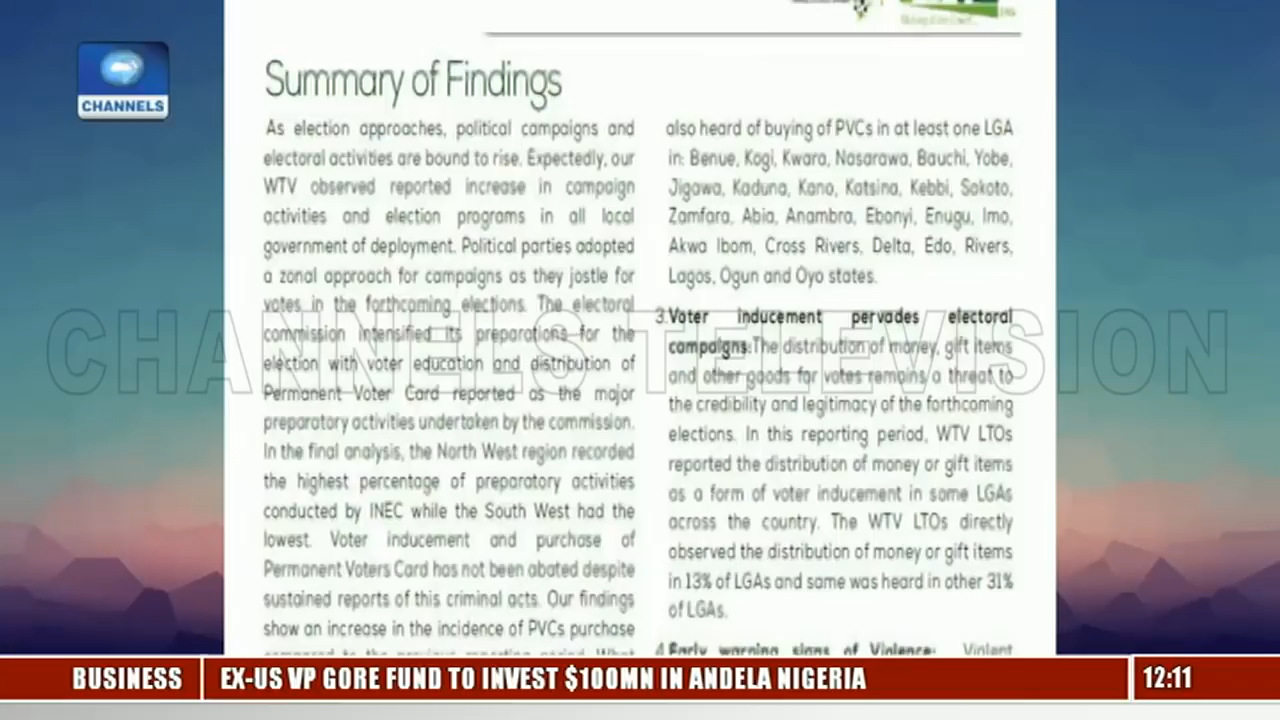 CHANNELS
Summary of Findings
As election approaches, political campaigns and
electoral activities are bound to rise. Expectedly, our
WTV observed reported increase in campaign
activities and election programs in all local
government of deployment. Political parties adopted
a zonal approach for campaigns as they jostle for
votes in the forthcoming elections. The electoral
commission intensified its preparations for the
election with voter education and distribution of
Permanent Voter Card reported as the major
preparatory activities undertaken by the commission.
In the final analysis, the North West region recorded
the highest percentage of preparatory activities
conducted by INEC while the South West had the
lowest. Voter inducement and purchase of
Permanent Voters Card has not been abated despite
sustained reports of this criminal acts. Our findings
show an increase in the incidence of PVCs purchase
compared to the previous reporting period. What
also heard of buying of PVCs in at least one LGA
in: Benue, Kogi, Kwara, Nasarawa, Bauchi, Yobe,
Jigawa, Kaduna, Kano, Katsina, Kebbi, Sokoto,
Zamfara, Abia, Anambra, Ebonyi, Enugu, Imo,
Akwa Ibom, Cross Rivers, Delta, Edo, Rivers,
Lagos, Ogun and Oyo states.
3. Voter inducement pervades electoral
campaigns: The distribution of money, gift items
and other goods for votes remains a threat to
the credibility and legitimacy of the forthcoming
elections. In this reporting period, WTV LTOs
reported the distribution of money or gift items
as a form of voter inducement in some LGAs
across the country. The WTV LTOs directly
observed the distribution of money or gift items
in 13% of LGAs and same was heard in other 31%
of LGAs.
4. Early warning signs of Violence: Violent
CHANNELS TELEVISION
BUSINESS EX-US VP GORE FUND TO INVEST $100MN IN ANDELA NIGERIA 12:11